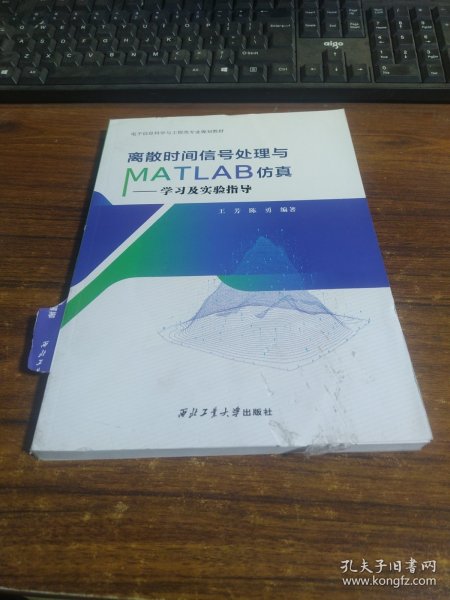 aigo
电子信息科学与工程类专业规划教材
离散时间信号处理与
MATLAB仿真
——学习及实验指导
王芳 陈勇 编著
西北工业大学出版社
孔夫子旧书网
www.kongfz.com